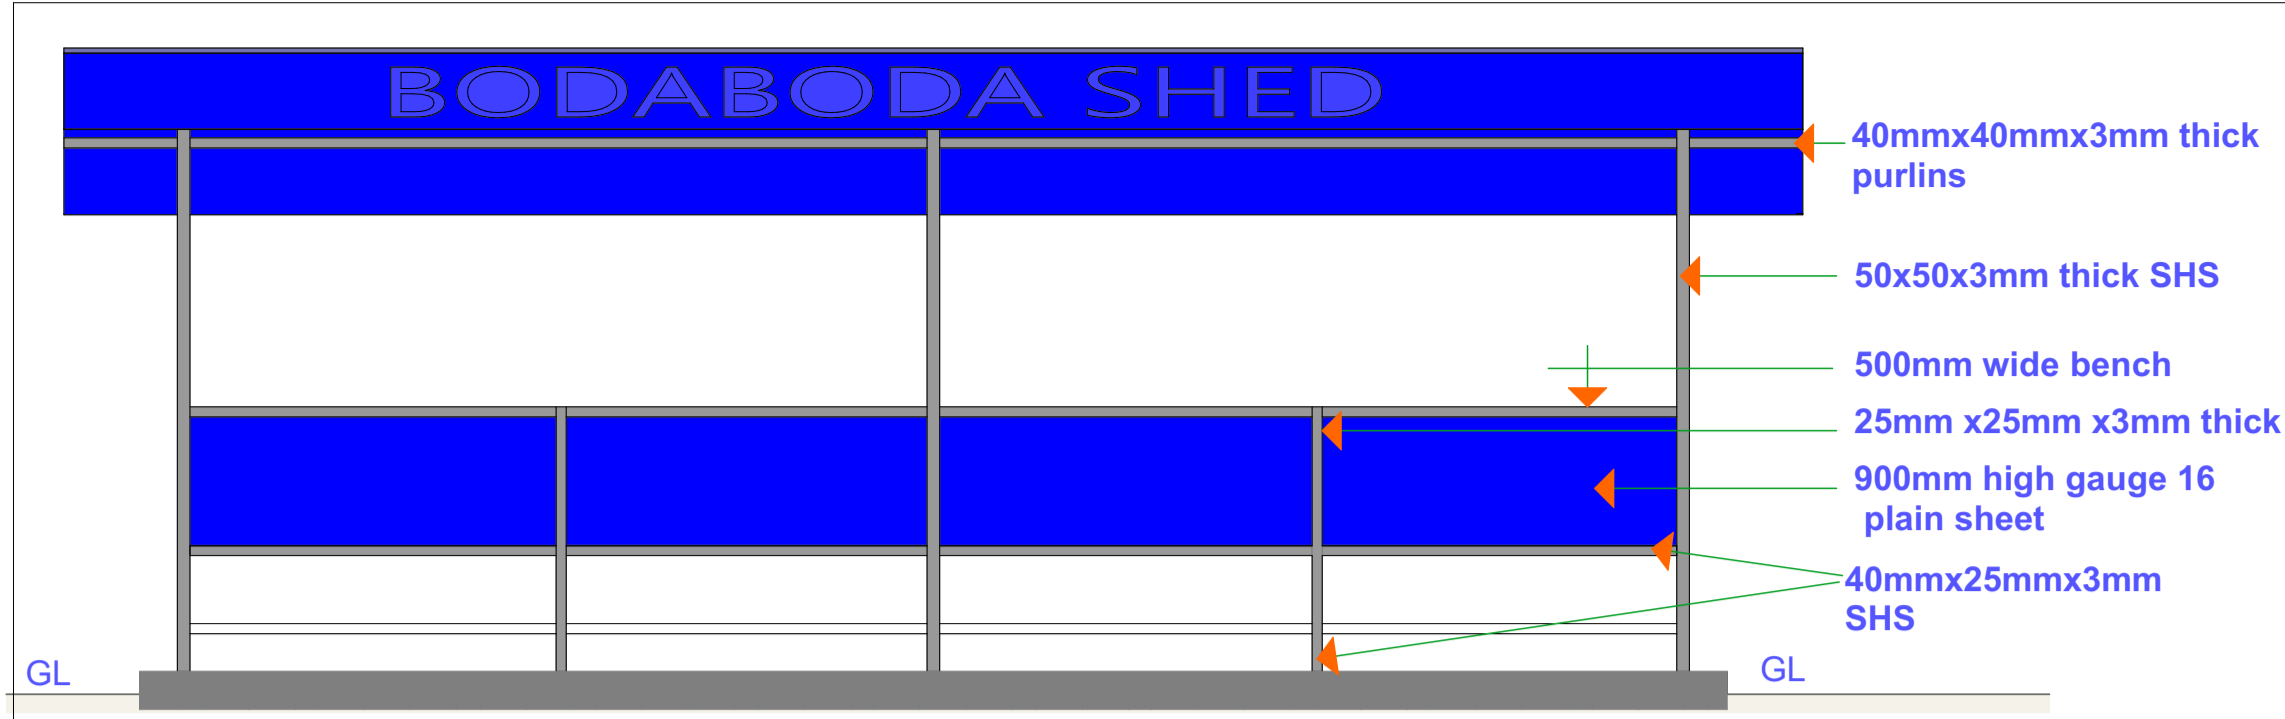 BODABODA SHED
40mmx40mmx3mm thick
purlins
50x50x3mm thick SHS
500mm wide bench
25mm x25mm x3mm thick
900mm high gauge 16
plain sheet
40mmx25mmx3mm
SHS
GL
GL